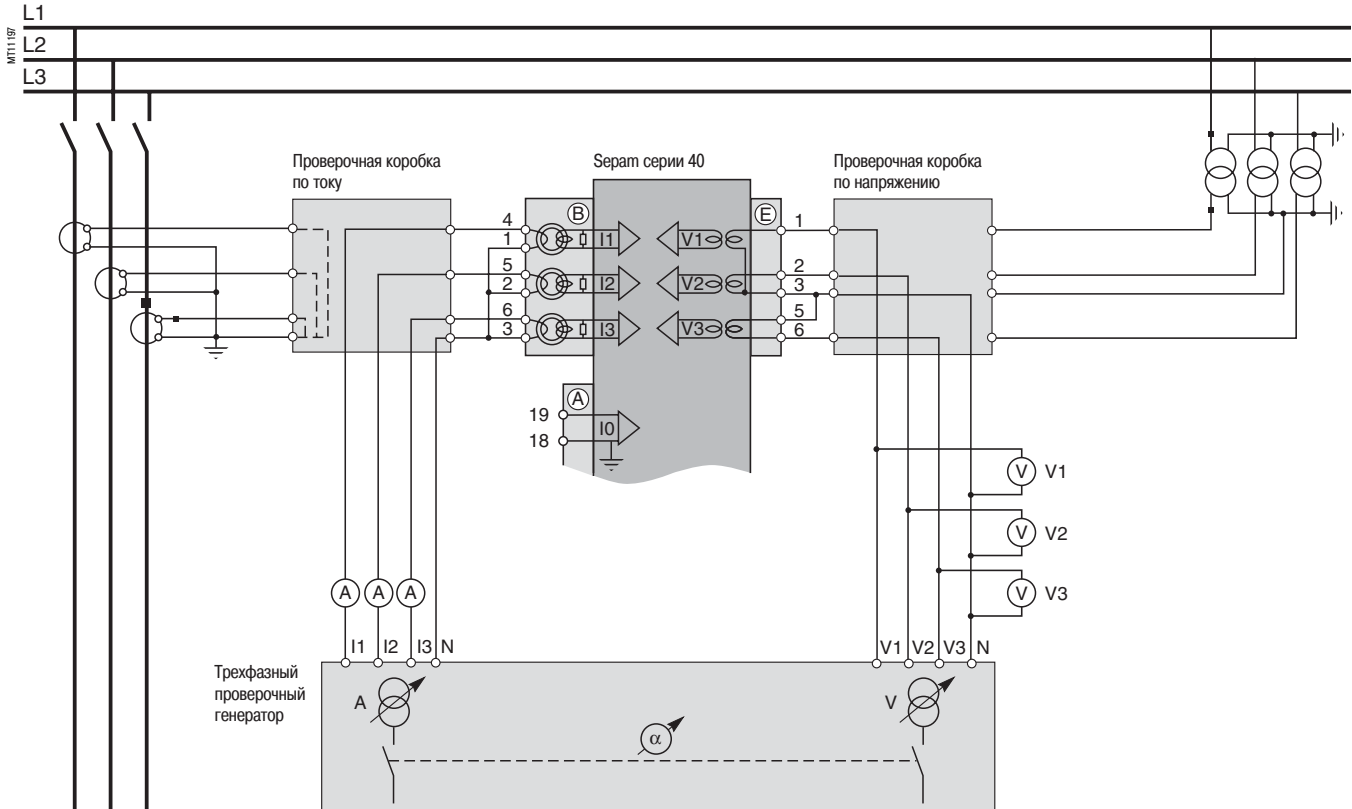 L1
MT11197
L2
L3
Проверочная коробка
по току
Sepam серии 40
Проверочная коробка
по напряжению
4
B
E
1
1
I1
V1
5
2
2
I2
V2
3
6
5
3
I3
V3
6
A
19
I0
18
V V1
V V2
A A A
V V3
I1 I2 I3 N
V1 V2 V3 N
Трехфазный
проверочный
генератор
A
V
α